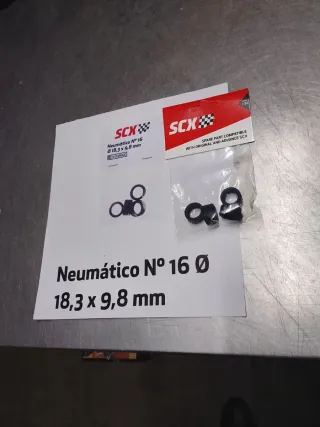 SCX
Neumático Nº 16
Ø 18,3 x 9,8 mm
SCX
SPARE PART COMPATIBLE
WITH ORIGINAL AND ADVANCE SCX
Neumático Nº 16 Ø
18,3 x 9,8 mm